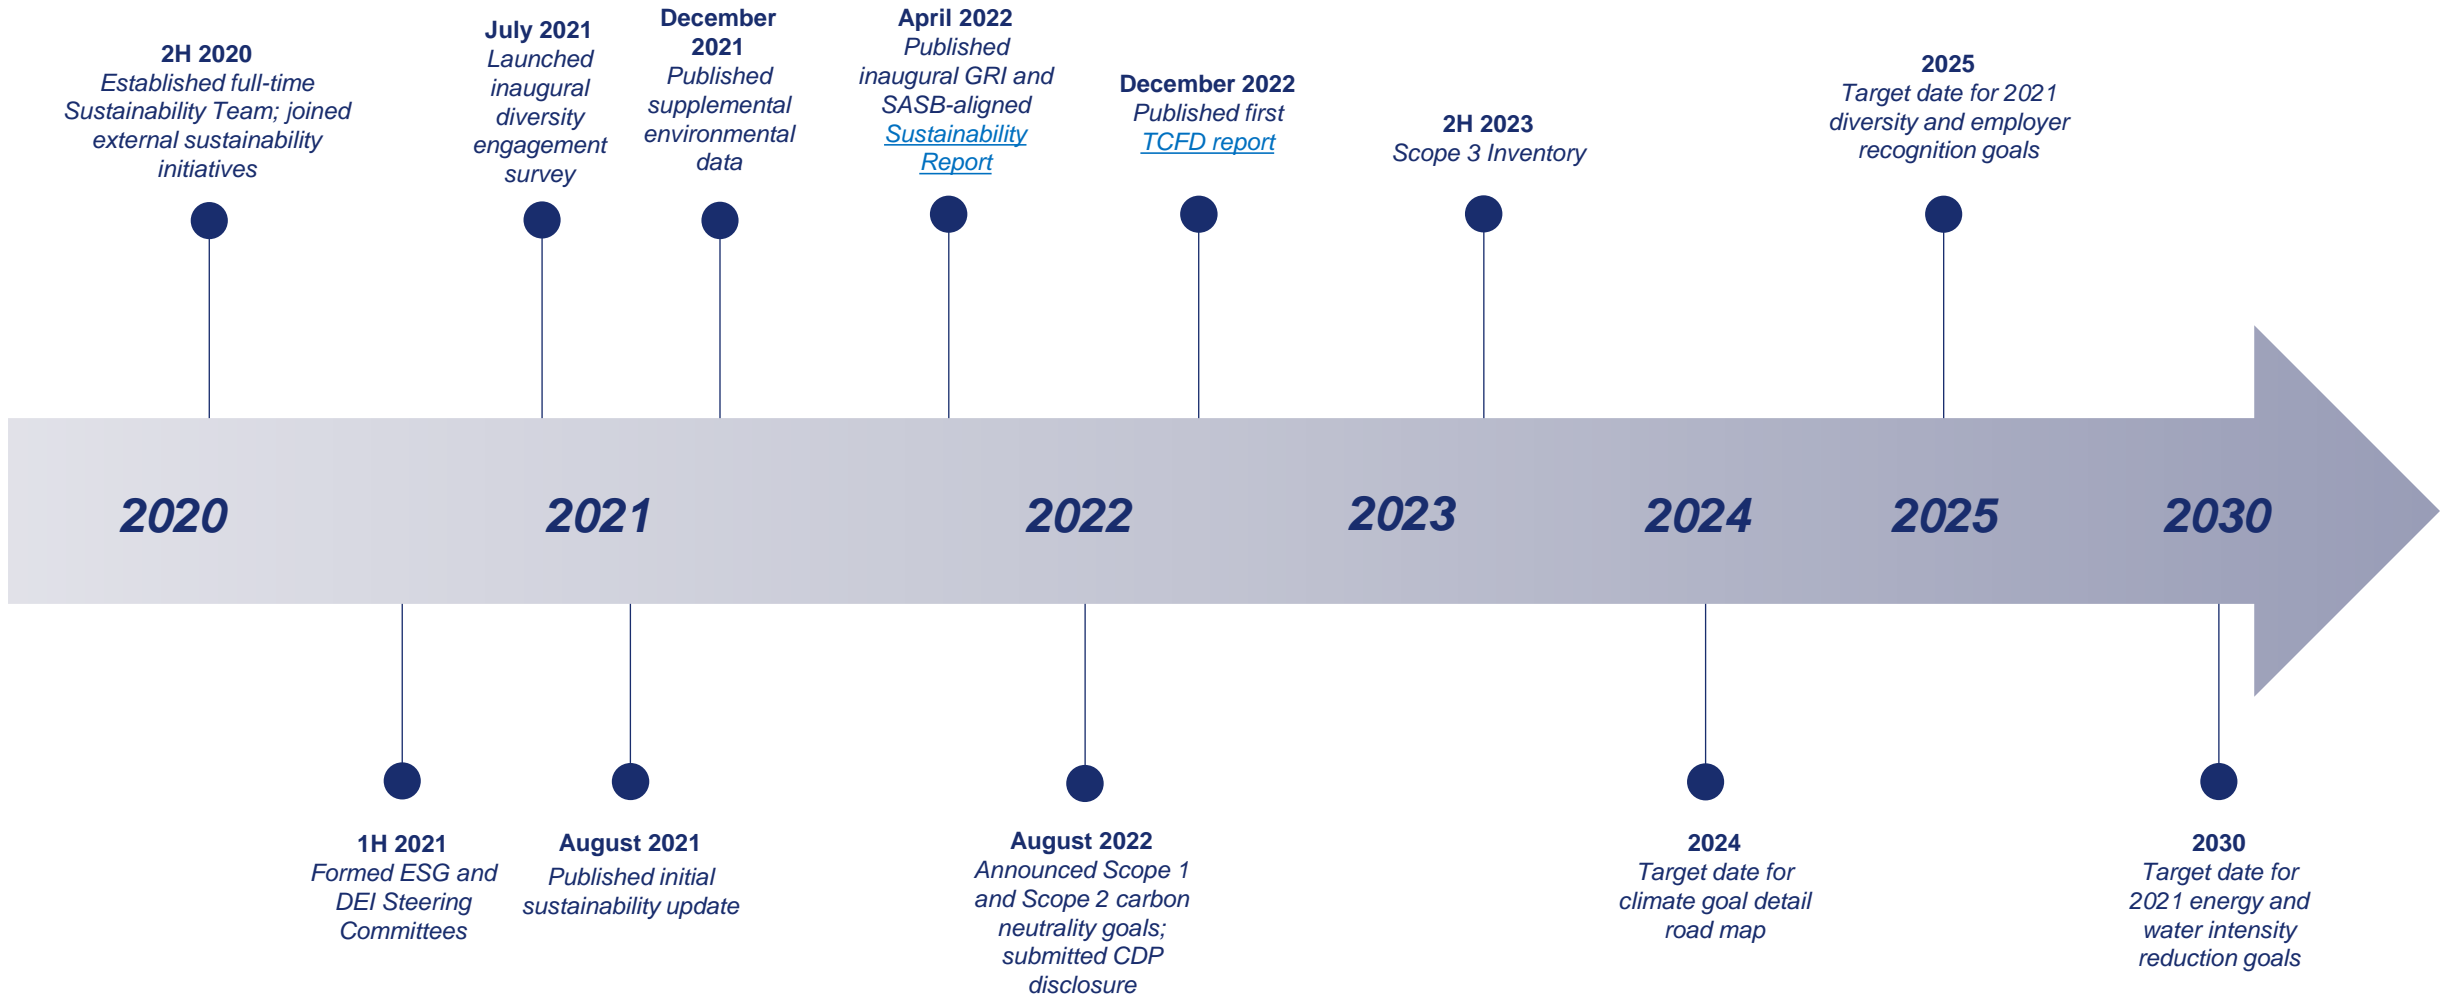 2H 2020
Established full-time
Sustainability Team; joined
external sustainability
initiatives
July 2021
Launched
inaugural
diversity
engagement
survey
December
2021
Published
supplemental
environmental
data
April 2022
Published
inaugural GRI and
SASB-aligned
Sustainability
Report
December 2022
Published first
TCFD report
2H 2023
Scope 3 Inventory
2025
Target date for 2021
diversity and employer
recognition goals
2020
2021
2022
2023
2024
2025
2030
1H 2021
Formed ESG and
DEI Steering
Committees
August 2021
Published initial
sustainability update
August 2022
Announced Scope 1
and Scope 2 carbon
neutrality goals;
submitted CDP
disclosure
2024
Target date for
climate goal detail
road map
2030
Target date for
2021 energy and
water intensity
reduction goals